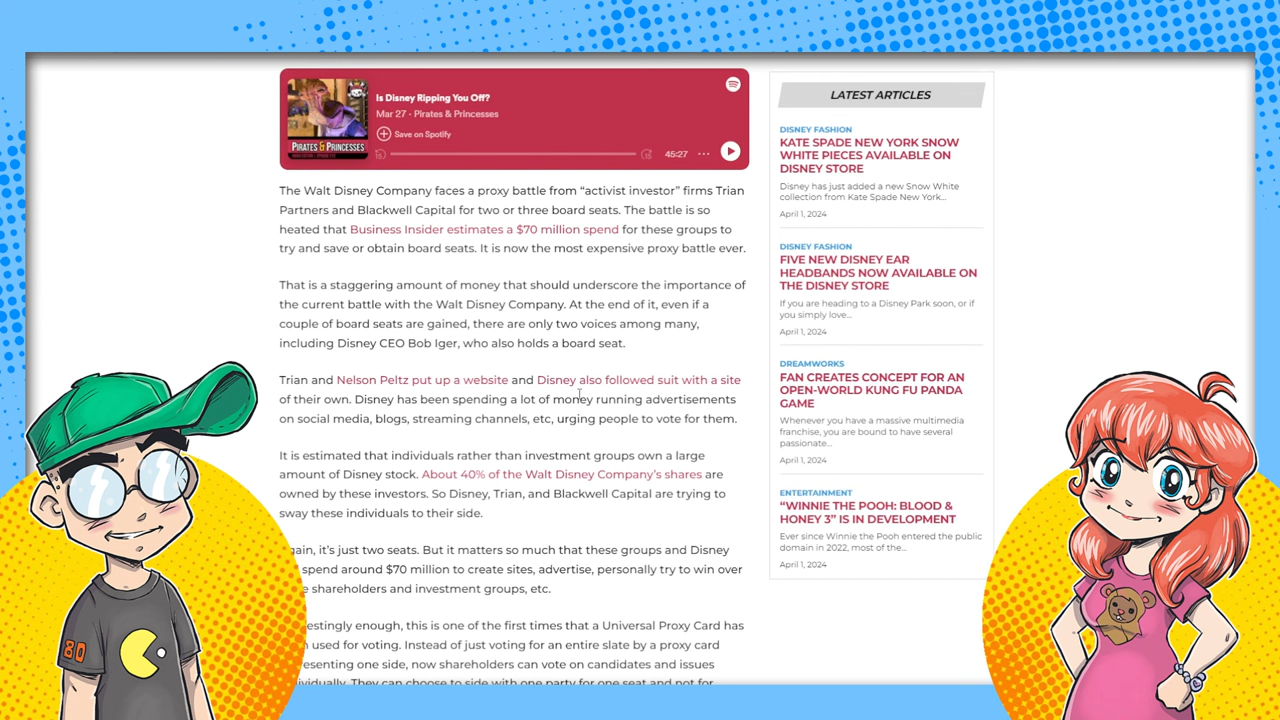 Is Disney Ripping You Off?
Mar 27 · Pirates & Princesses
Save on Spotify
PIRATES & PRINCESSES
45:27
The Walt Disney Company faces a proxy battle from “activist investor” firms Trian
Partners and Blackwell Capital for two or three board seats. The battle is so
heated that Business Insider estimates a $70 million spend for these groups to
try and save or obtain board seats. It is now the most expensive proxy battle ever.
That is a staggering amount of money that should underscore the importance of
the current battle with the Walt Disney Company. At the end of it, even if a
couple of board seats are gained, there are only two voices among many,
including Disney CEO Bob Iger, who also holds a board seat.
Trian and Nelson Peltz put up a website and Disney also followed suit with a site
of their own. Disney has been spending a lot of money running advertisements
on social media, blogs, streaming channels, etc, urging people to vote for them.
It is estimated that individuals rather than investment groups own a large
amount of Disney stock. About 40% of the Walt Disney Company’s shares are
owned by these investors. So Disney, Trian, and Blackwell Capital are trying to
sway these individuals to their side.
gain, it’s just two seats. But it matters so much that these groups and Disney
spend around $70 million to create sites, advertise, personally try to win over
shareholders and investment groups, etc.
estingly enough, this is one of the first times that a Universal Proxy Card has
used for voting. Instead of just voting for an entire slate by a proxy card
resenting one side, now shareholders can vote on candidates and issues
ividually. They can choose to side with one party for one seat and not for
LATEST ARTICLES
DISNEY FASHION
KATE SPADE NEW YORK SNOW
WHITE PIECES AVAILABLE ON
DISNEY STORE
Disney has just added a new Snow White
collection from Kate Spade New York...
April 1, 2024
DISNEY FASHION
FIVE NEW DISNEY EAR
HEADBANDS NOW AVAILABLE ON
THE DISNEY STORE
If you are heading to a Disney Park soon, or if
you simply love...
April 1, 2024
DREAMWORKS
FAN CREATES CONCEPT FOR AN
OPEN-WORLD KUNG FU PANDA
GAME
Whenever you have a massive multimedia
franchise, you are bound to have several
passionate...
April 1, 2024
ENTERTAINMENT
“WINNIE THE POOH: BLOOD &
HONEY 3” IS IN DEVELOPMENT
Ever since Winnie the Pooh entered the public
domain in 2022, most of the...
April 1, 2024
80